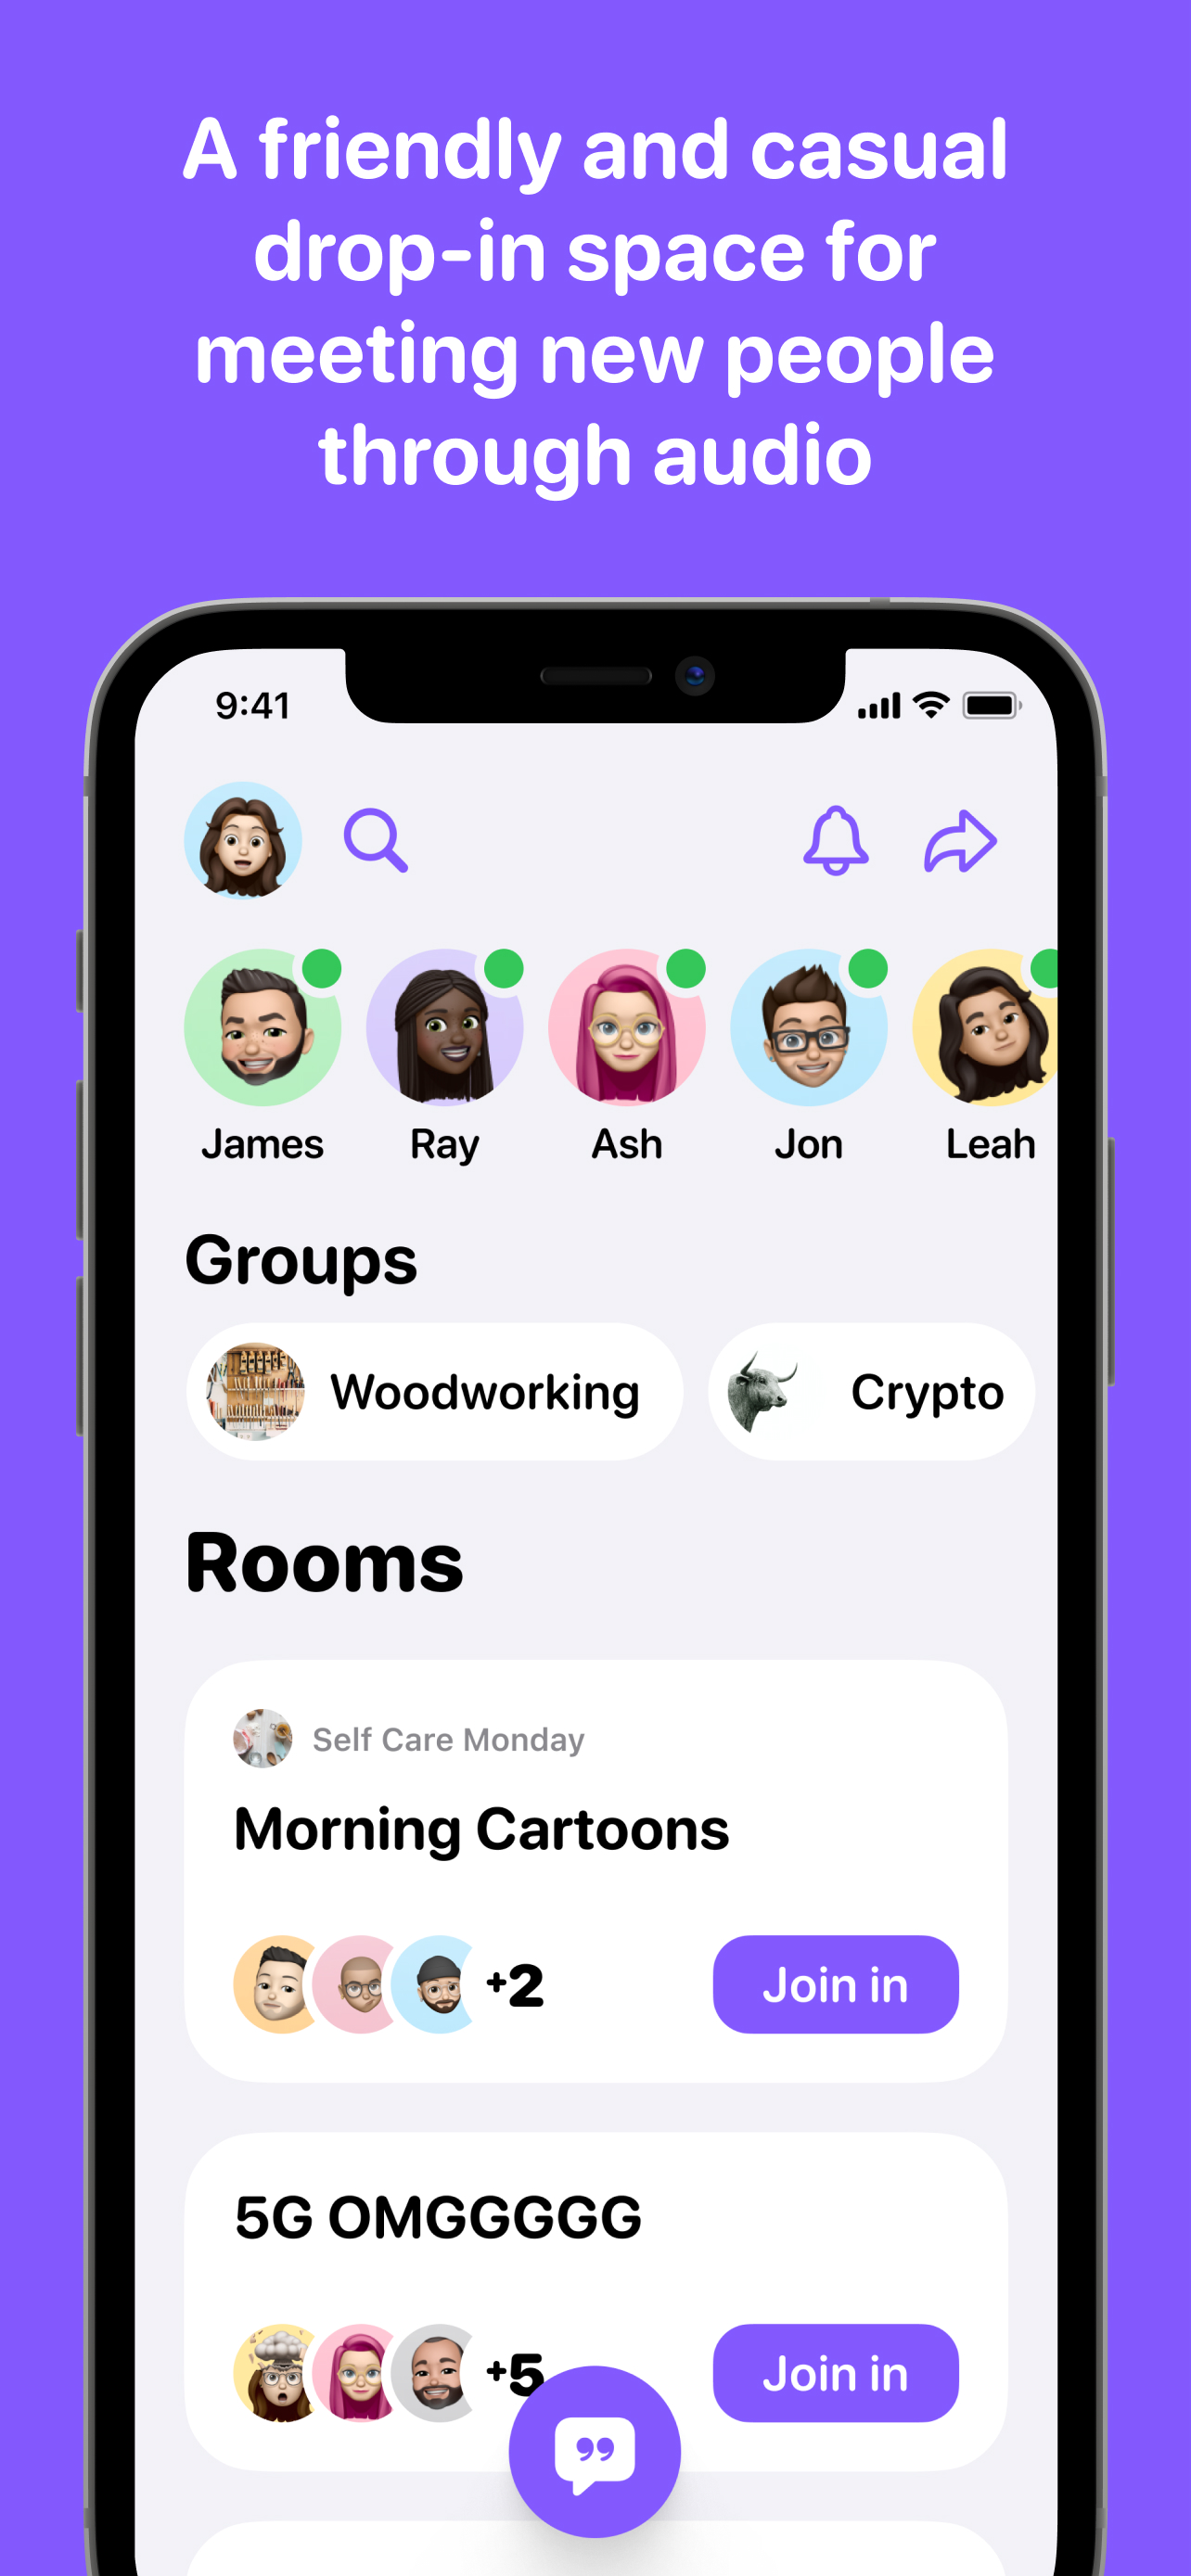 A friendly and casual
drop-in space for
meeting new people
through audio
9:41
James
Ray
Ash
Jon
Leah
Groups
Woodworking
Crypto
Rooms
Self Care Monday
Morning Cartoons
+2
Join in
5G OMGGGGG
+5
Join in